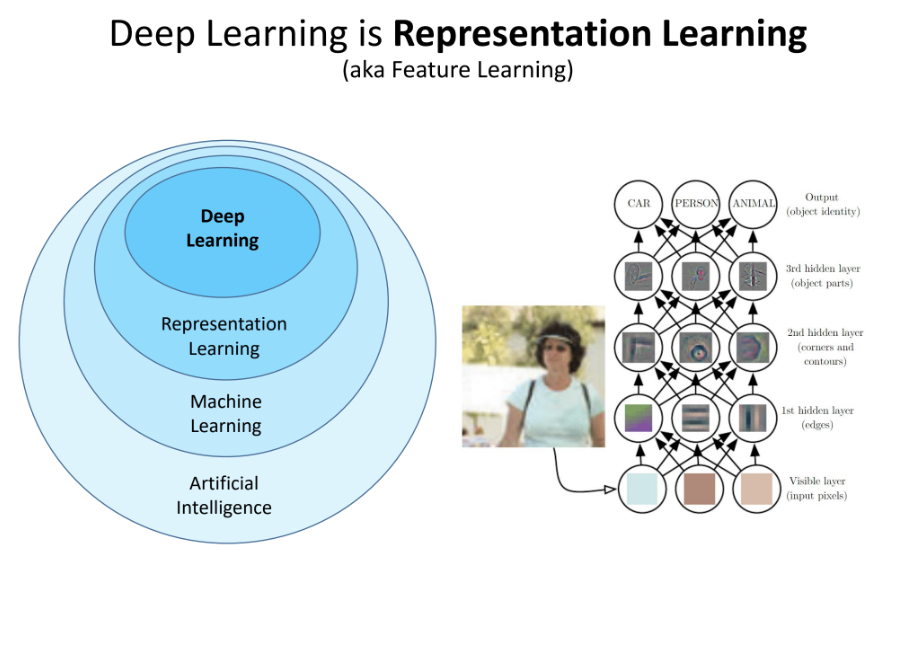 Deep Learning is Representation Learning
(aka Feature Learning)
Deep
Learning
Representation
Learning
Machine
Learning
Artificial
Intelligence
CAR
PERSON
ANIMAL
Output
(object identity)
3rd hidden layer
(object parts)
2nd hidden layer
(corners and
contours)
1st hidden layer
(edges)
Visible layer
(input pixels)